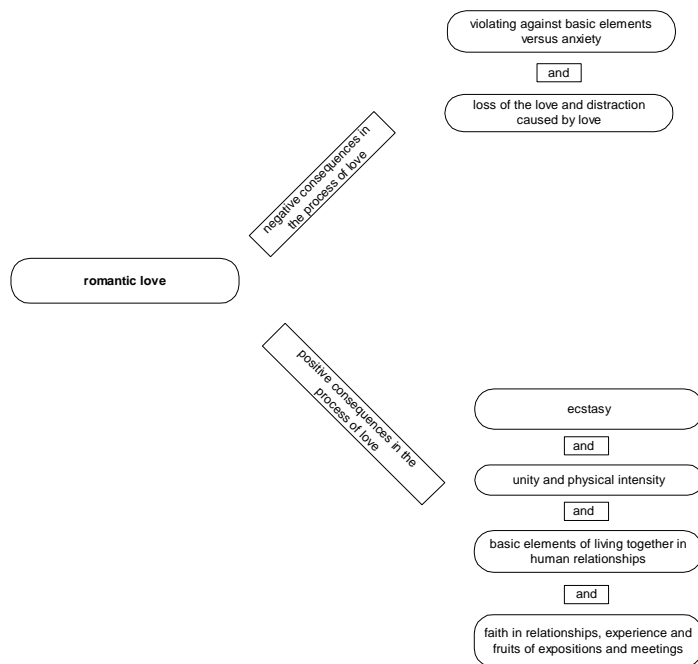 violating against basic elements
versus anxiety
and
loss of the love and distraction
caused by love
negative consequences in
the process of love
romantic love
positive consequences in the
process of love
ecstasy
and
unity and physical intensity
and
basic elements of living together in
human relationships
and
faith in relationships, experience and
fruits of expositions and meetings